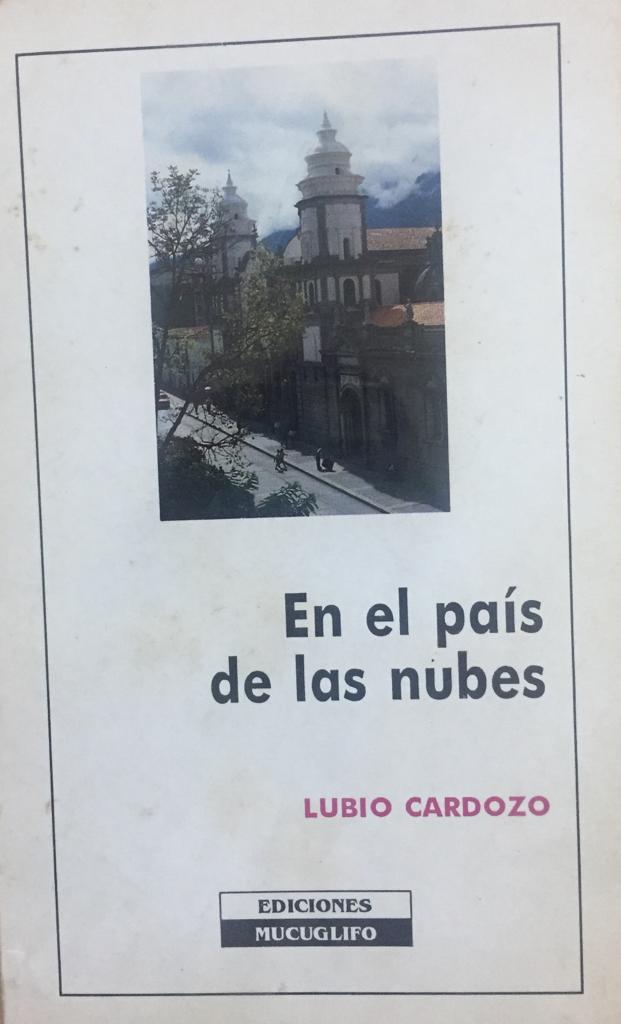 En el país
de las nubes
LUBIO CARDOZO
EDICIONES
MUCUGLIFO